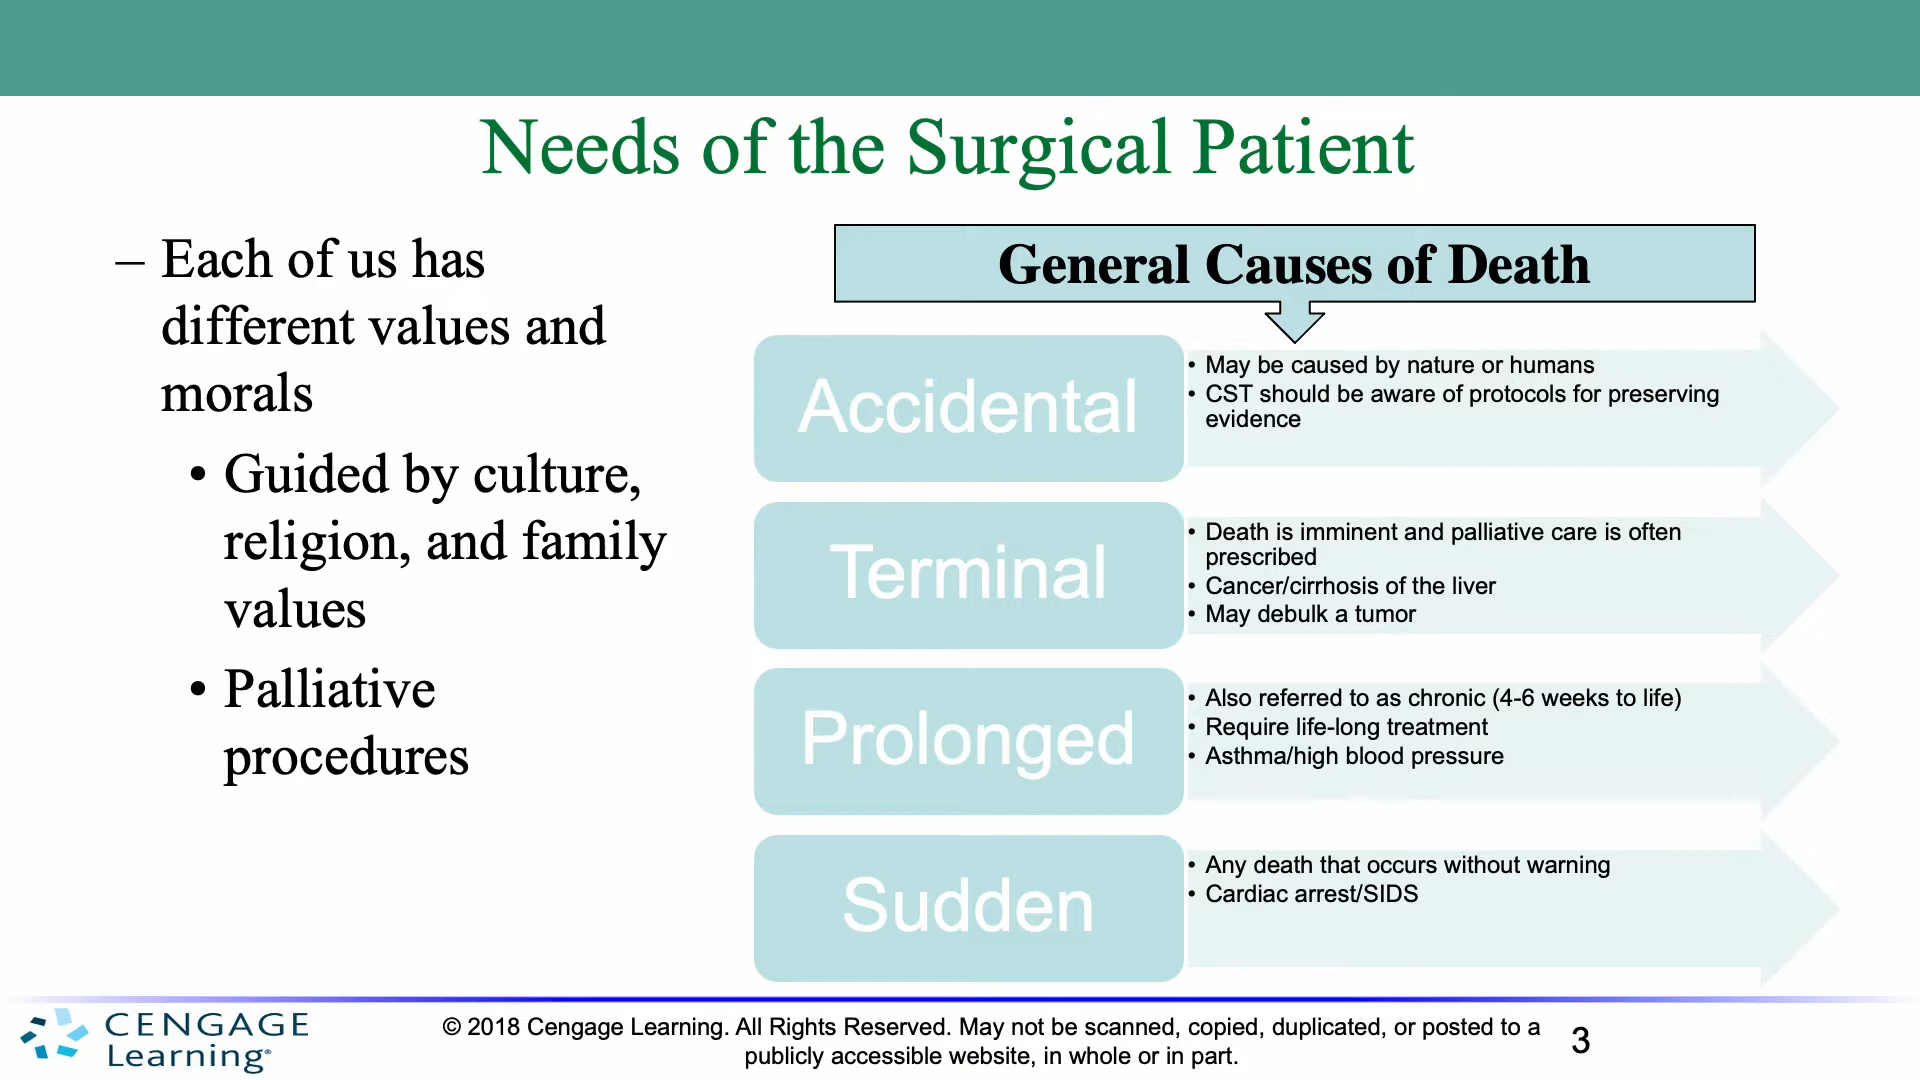 Needs of the Surgical Patient
– Each of us has
different values and
morals
• Guided by culture,
religion, and family
values
• Palliative
procedures
General Causes of Death
Accidental
• May be caused by nature or humans
• CST should be aware of protocols for preserving
evidence
Terminal
• Death is imminent and palliative care is often
prescribed
• Cancer/cirrhosis of the liver
• May debulk a tumor
Prolonged
• Also referred to as chronic (4-6 weeks to life)
• Require life-long treatment
• Asthma/high blood pressure
Sudden
• Any death that occurs without warning
• Cardiac arrest/SIDS
CENGAGE
Learning®
© 2018 Cengage Learning. All Rights Reserved. May not be scanned, copied, duplicated, or posted to a
publicly accessible website, in whole or in part.
3